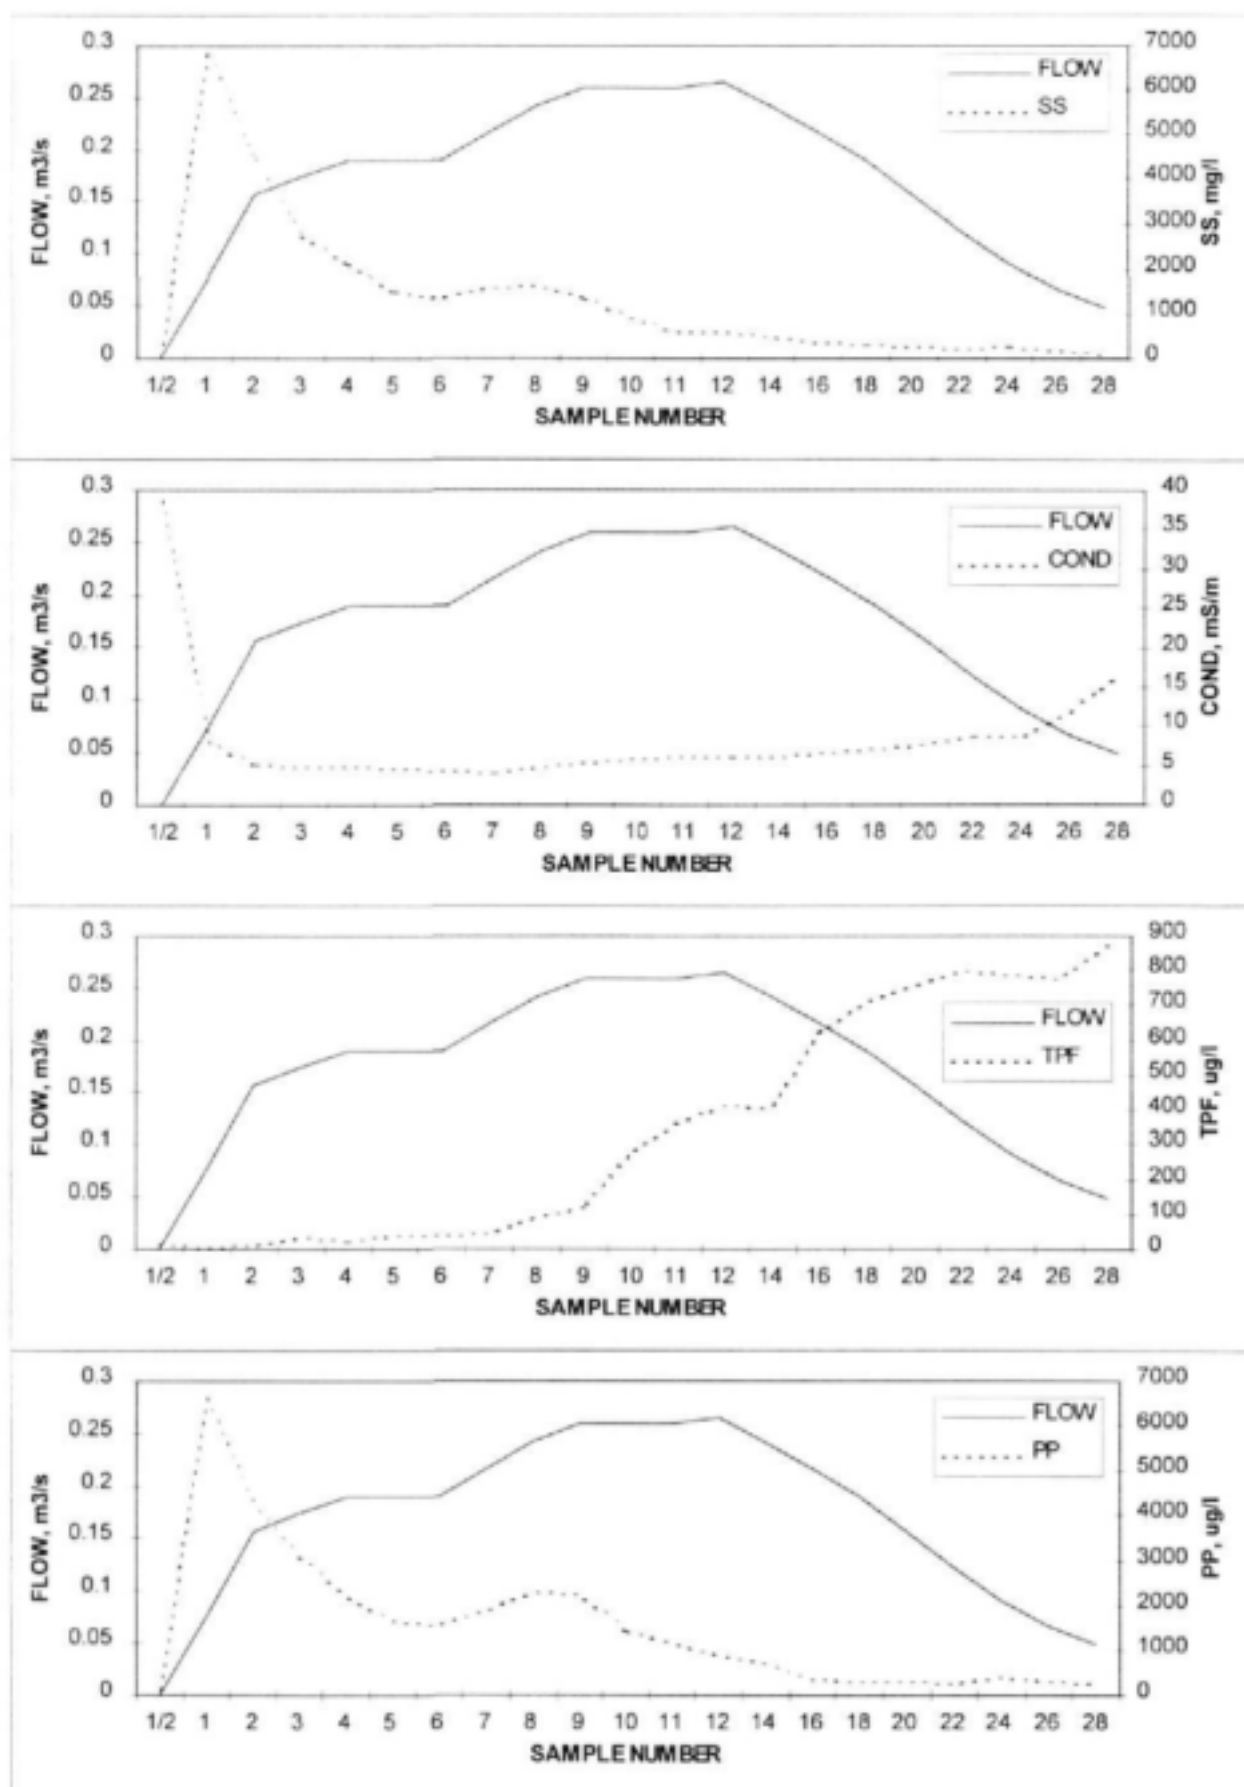 0.3 7000
FLOW
0.25 6000
SS
0.2 5000
4000
0.15
3000
0.1
2000
0.05 1000
0 0
FLOW, m3/s
SS, mg/l
1/2 1 2 3 4 5 6 7 8 9 10 11 12 14 16 18 20 22 24 26 28
SAMPLE NUMBER
0.3 40
FLOW
35
0.25
COND
30
0.2 25
0.15 20
15
0.1
10
0.05 5
0 0
FLOW, m3/s
COND, mS/m
1/2 1 2 3 4 5 6 7 8 9 10 11 12 14 16 18 20 22 24 26 28
SAMPLE NUMBER
0.3 900
800
0.25
700
FLOW
0.2 600
TPF
500
0.15
400
0.1 300
200
0.05
100
0 0
FLOW, m3/s
TPF, ug/l
1/2 1 2 3 4 5 6 7 8 9 10 11 12 14 16 18 20 22 24 26 28
SAMPLE NUMBER
0.3 7000
FLOW
0.25 6000
PP
0.2 5000
4000
0.15
3000
0.1
2000
0.05 1000
0 0
FLOW, m3/s
PP, ug/l
1/2 1 2 3 4 5 6 7 8 9 10 11 12 14 16 18 20 22 24 26 28
SAMPLE NUMBER